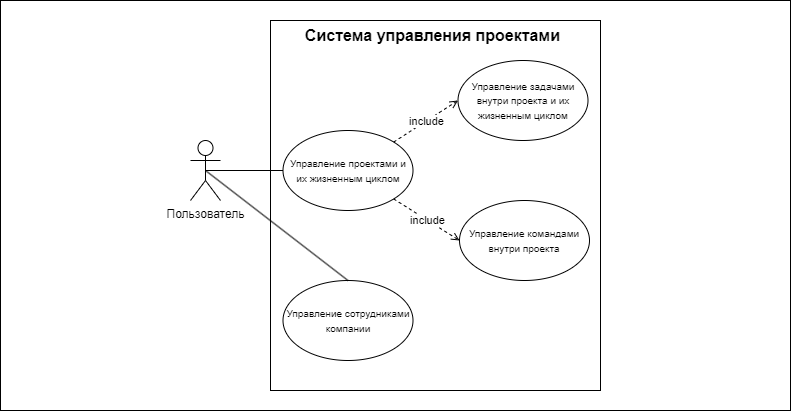 Система управления проектами
Управление задачами
внутри проекта и их
жизненным циклом
include
Управление проектами и
их жизненным циклом
Пользователь
include
Управление командами
внутри проекта
Управление сотрудниками
компании